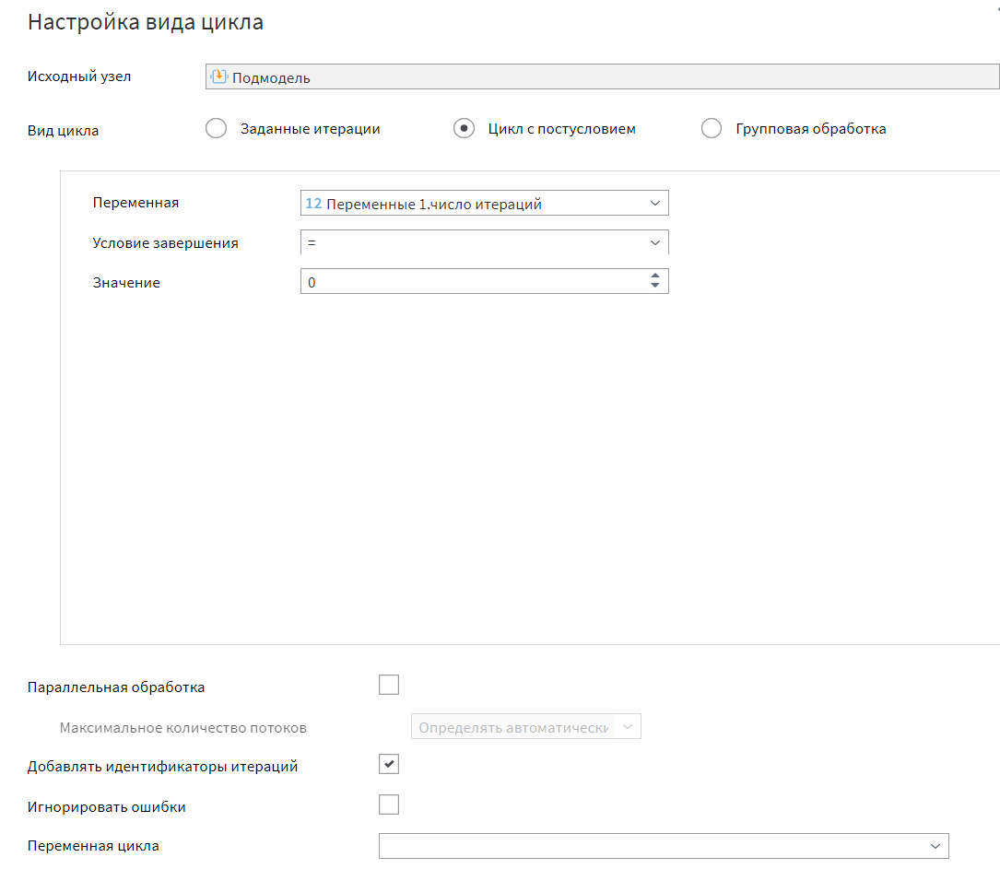 Настройка вида цикла
Исходный узел Подмодель
Вид цикла Заданные итерации Цикл с постусловием Групповая обработка
Переменная 12 Переменные 1.число итераций
Условие завершения =
Значение 0
Параллельная обработка
Максимальное количество потоков Определять автоматически
Добавлять идентификаторы итераций
Игнорировать ошибки
Переменная цикла